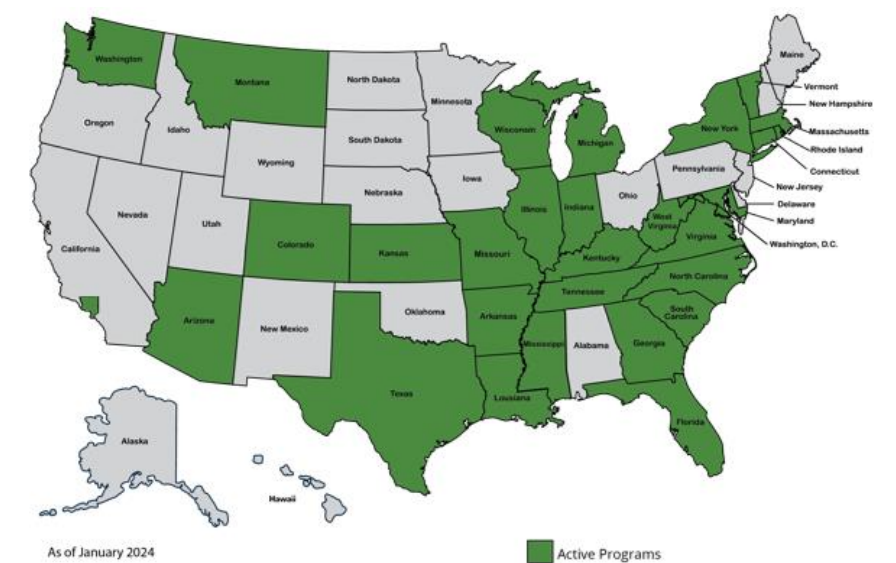 Washington
Montana
North Dakota
Minnesota
Maine
Vermont
New Hampshire
Massachusetts
Rhode Island
Connecticut
New Jersey
Delaware
Maryland
Washington, D.C.
Oregon
Idaho
Wyoming
South Dakota
Wisconsin
Michigan
New York
Pennsylvania
Nevada
Utah
Colorado
Nebraska
Iowa
Illinois
Indiana
Ohio
West
Virginia
Virginia
California
Kansas
Missouri
Kentucky
North Carolina
Tennessee
South
Carolina
Arizona
New Mexico
Oklahoma
Arkansas
Mississippi
Alabama
Georgia
Texas
Lousiana
Florida
Alaska
Hawaii
As of January 2024
Active Programs